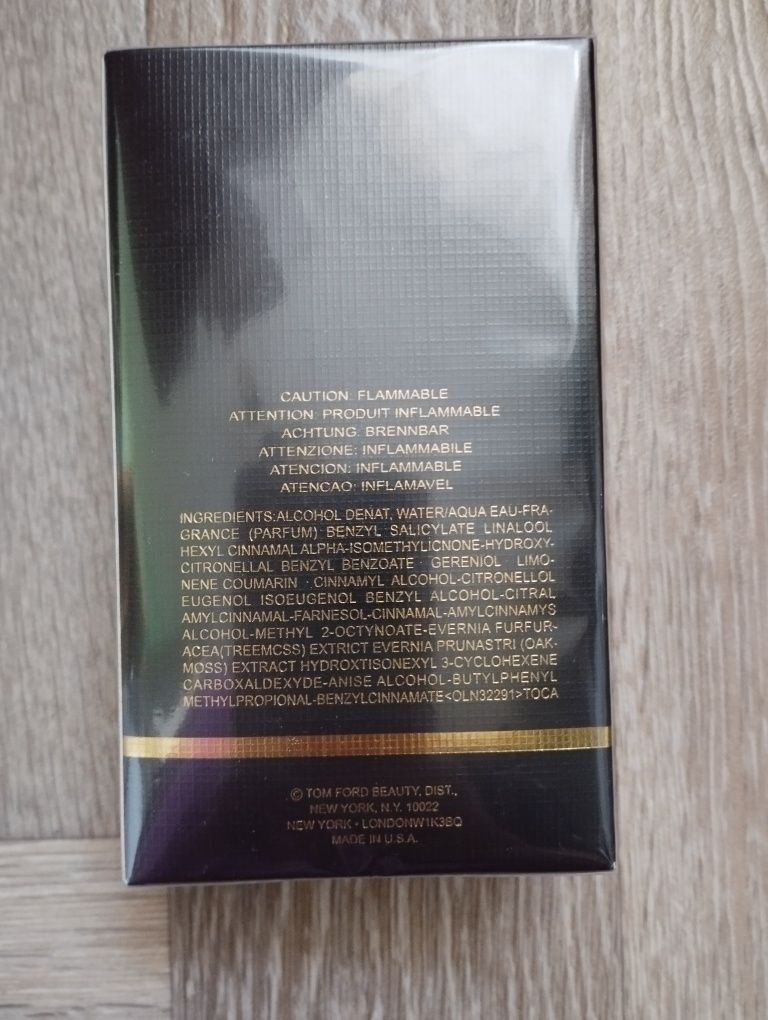 CAUTION: FLAMMABLE
ATTENTION: PRODUIT INFLAMMABLE
ACHTUNG: BRENNBAR
ATTENZIONE: INFLAMMABILE
ATENCION: INFLAMMABLE
ATENCAO: INFLAMAVEL
INGREDIENTS:ALCOHOL DENAT, WATER/AQUA EAU-FRA-
GRANCE (PARFUM) BENZYL SALICYLATE LINALOOL
HEXYL CINNAMAL ALPHA-ISOMETHYLICNONE-HYDROXY-
CITRONELLAL BENZYL BENZOATE · GERENIOL LIMO-
NENE COUMARIN · CINNAMYL ALCOHOL-CITRONELLOL
EUGENOL ISOEUGENOL BENZYL ALCOHOL-CITRAL
AMYLCINNAMAL-FARNESOL-CINNAMAL-AMYLCINNAMYS
ALCOHOL-METHYL 2-OCTYNOATE-EVERNIA FURFUR-
ACEA(TREEMCSS) EXTRICT EVERNIA PRUNASTRI (OAK-
MOSS) EXTRACT HYDROXTISONEXYL 3-CYCLOHEXENE
CARBOXALDEXYDE-ANISE ALCOHOL-BUTYLPHENYL
METHYLPROPIONAL-BENZYLCINNAMATE<OLN32291>TOCA
© TOM FORD BEAUTY, DIST.,
NEW YORK, N.Y. 10022
NEW YORK • LONDONW1K3BQ
MADE IN U.S.A.